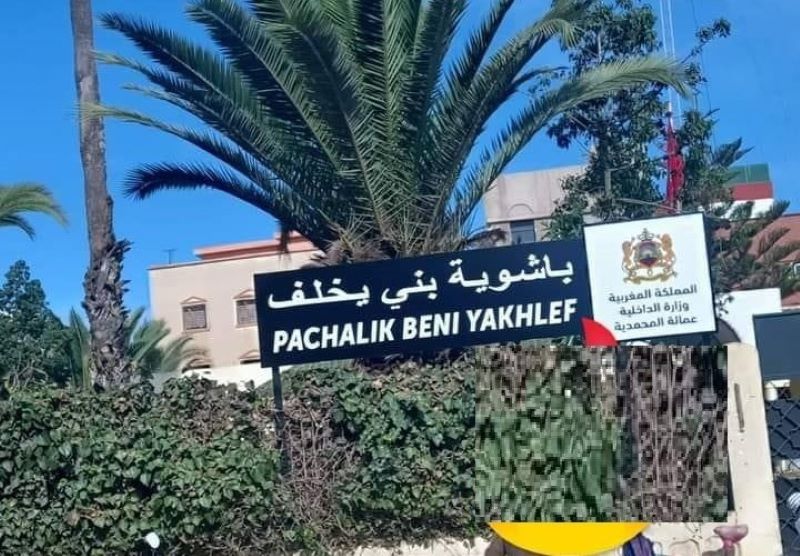 باشوية بني يخلف
PACHALIK BENI YAKHLEF
المملكة المغربية
وزارة الداخلية
عمالة المحمدية